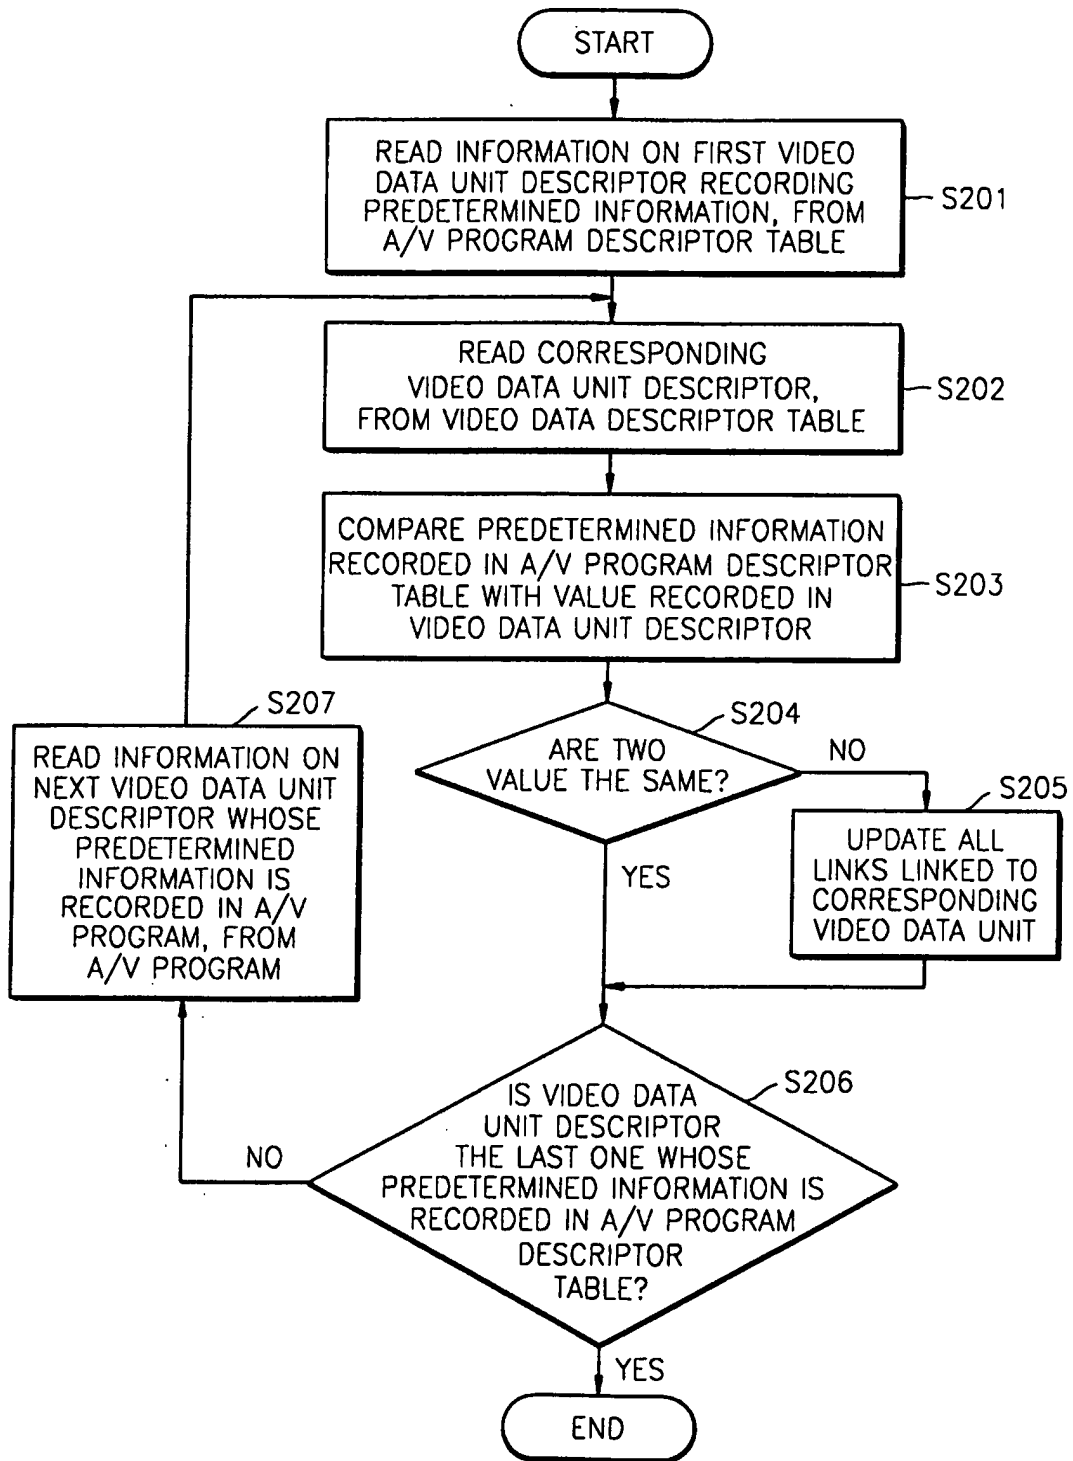 START
READ INFORMATION ON FIRST VIDEO
DATA UNIT DESCRIPTOR RECORDING
PREDETERMINED INFORMATION, FROM
A/V PROGRAM DESCRIPTOR TABLE
S201
READ CORRESPONDING
VIDEO DATA UNIT DESCRIPTOR,
FROM VIDEO DATA DESCRIPTOR TABLE
S202
COMPARE PREDETERMINED INFORMATION
RECORDED IN A/V PROGRAM DESCRIPTOR
TABLE WITH VALUE RECORDED IN
VIDEO DATA UNIT DESCRIPTOR
S203
S204
ARE TWO
VALUE THE SAME?
NO
YES
S205
UPDATE ALL
LINKS LINKED TO
CORRESPONDING
VIDEO DATA UNIT
S206
IS VIDEO DATA
UNIT DESCRIPTOR
THE LAST ONE WHOSE
PREDETERMINED INFORMATION IS
RECORDED IN A/V PROGRAM
DESCRIPTOR
TABLE?
NO
S207
READ INFORMATION ON
NEXT VIDEO DATA UNIT
DESCRIPTOR WHOSE
PREDETERMINED
INFORMATION IS
RECORDED IN A/V
PROGRAM, FROM
A/V PROGRAM
YES
END